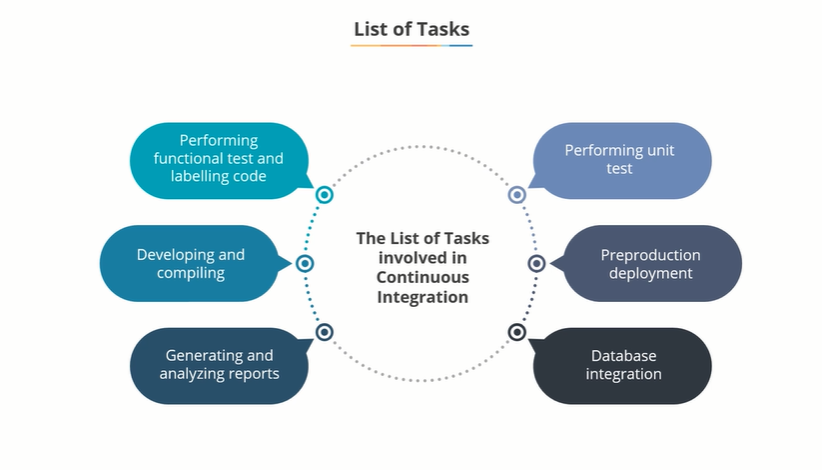 List of Tasks
Performing
functional test and
labelling code
Developing and
compiling
Generating and
analyzing reports
The List of Tasks
involved in
Continuous
Integration
Performing unit
test
Preproduction
deployment
Database
integration